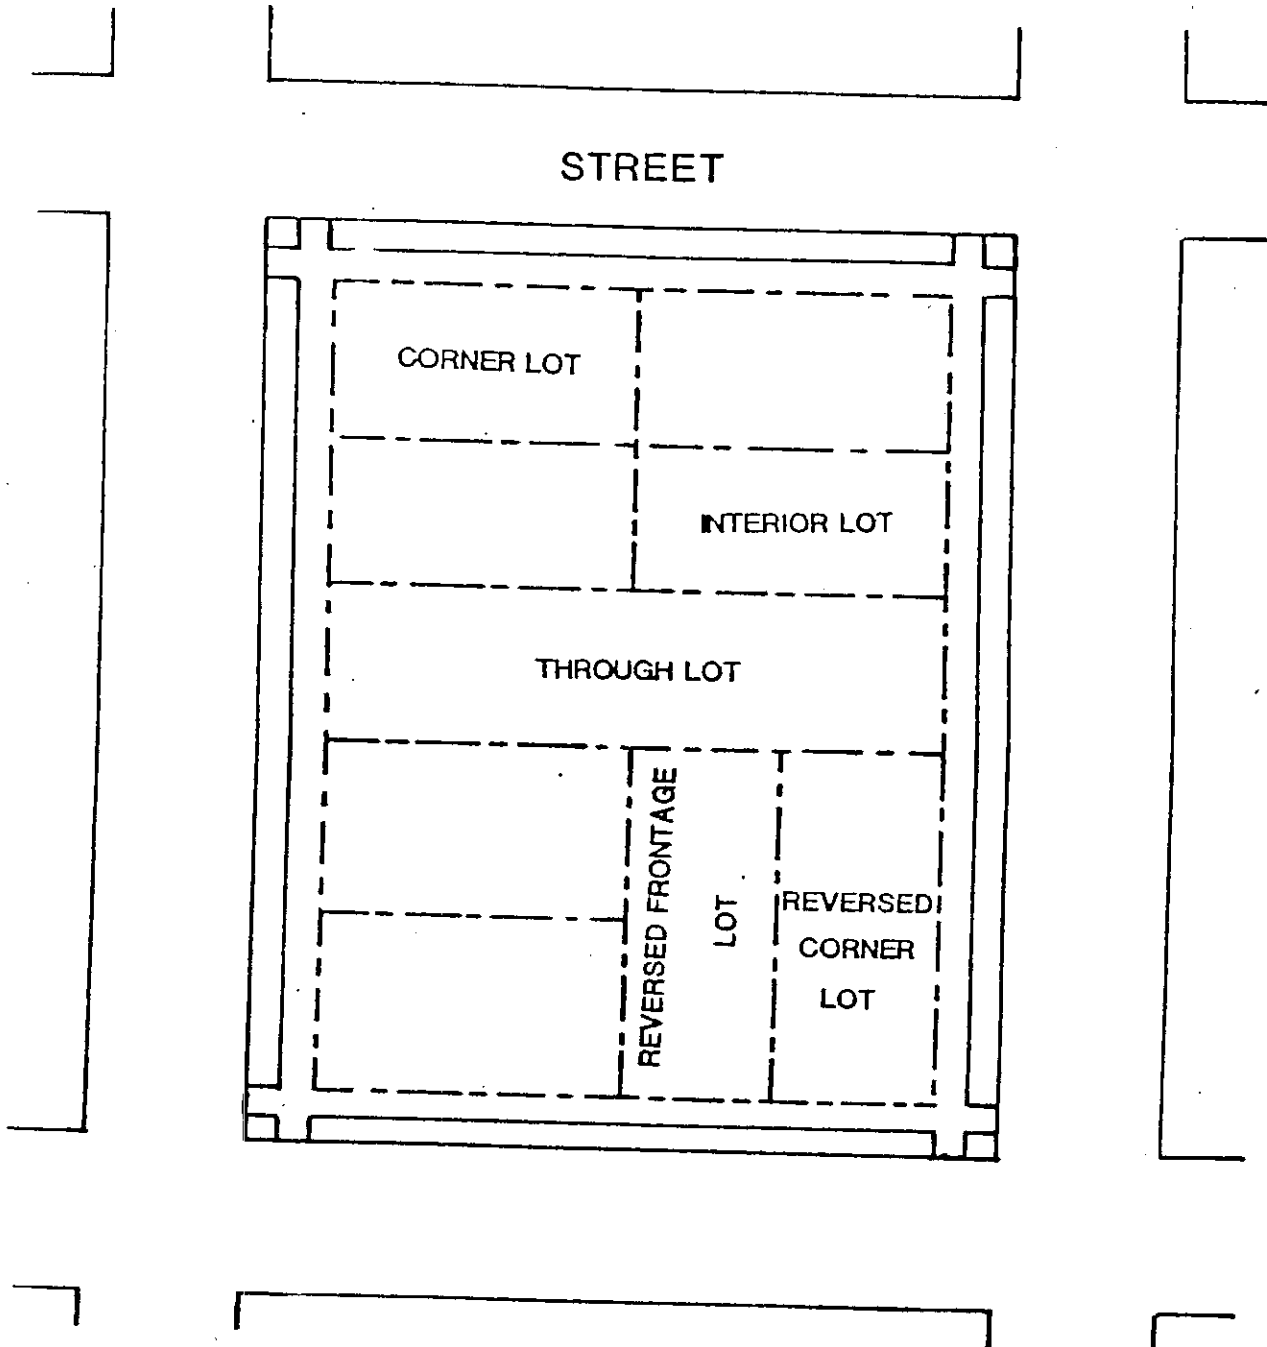 STREET
CORNER LOT
INTERIOR LOT
THROUGH LOT
REVERSED FRONTAGE
LOT
REVERSED
CORNER
LOT